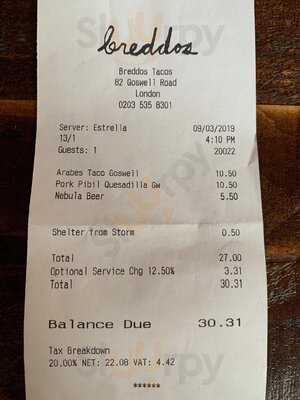 breddos
Breddos Tacos
82 Goswell Road
London
0203 535 8301
Server: Estrella 09/03/2019
13/1 4:10 PM
Guests: 1 20022
Arabes Taco Goswell 10.50
Pork Pibil Quesadilla Gw 10.50
Nebula Beer 5.50
Shelter from Storm 0.50
Total 27.00
Optional Service Chg 12.50% 3.31
Total 30.31
Balance Due 30.31
Tax Breakdown
20.00% NET: 22.08 VAT: 4.42
******